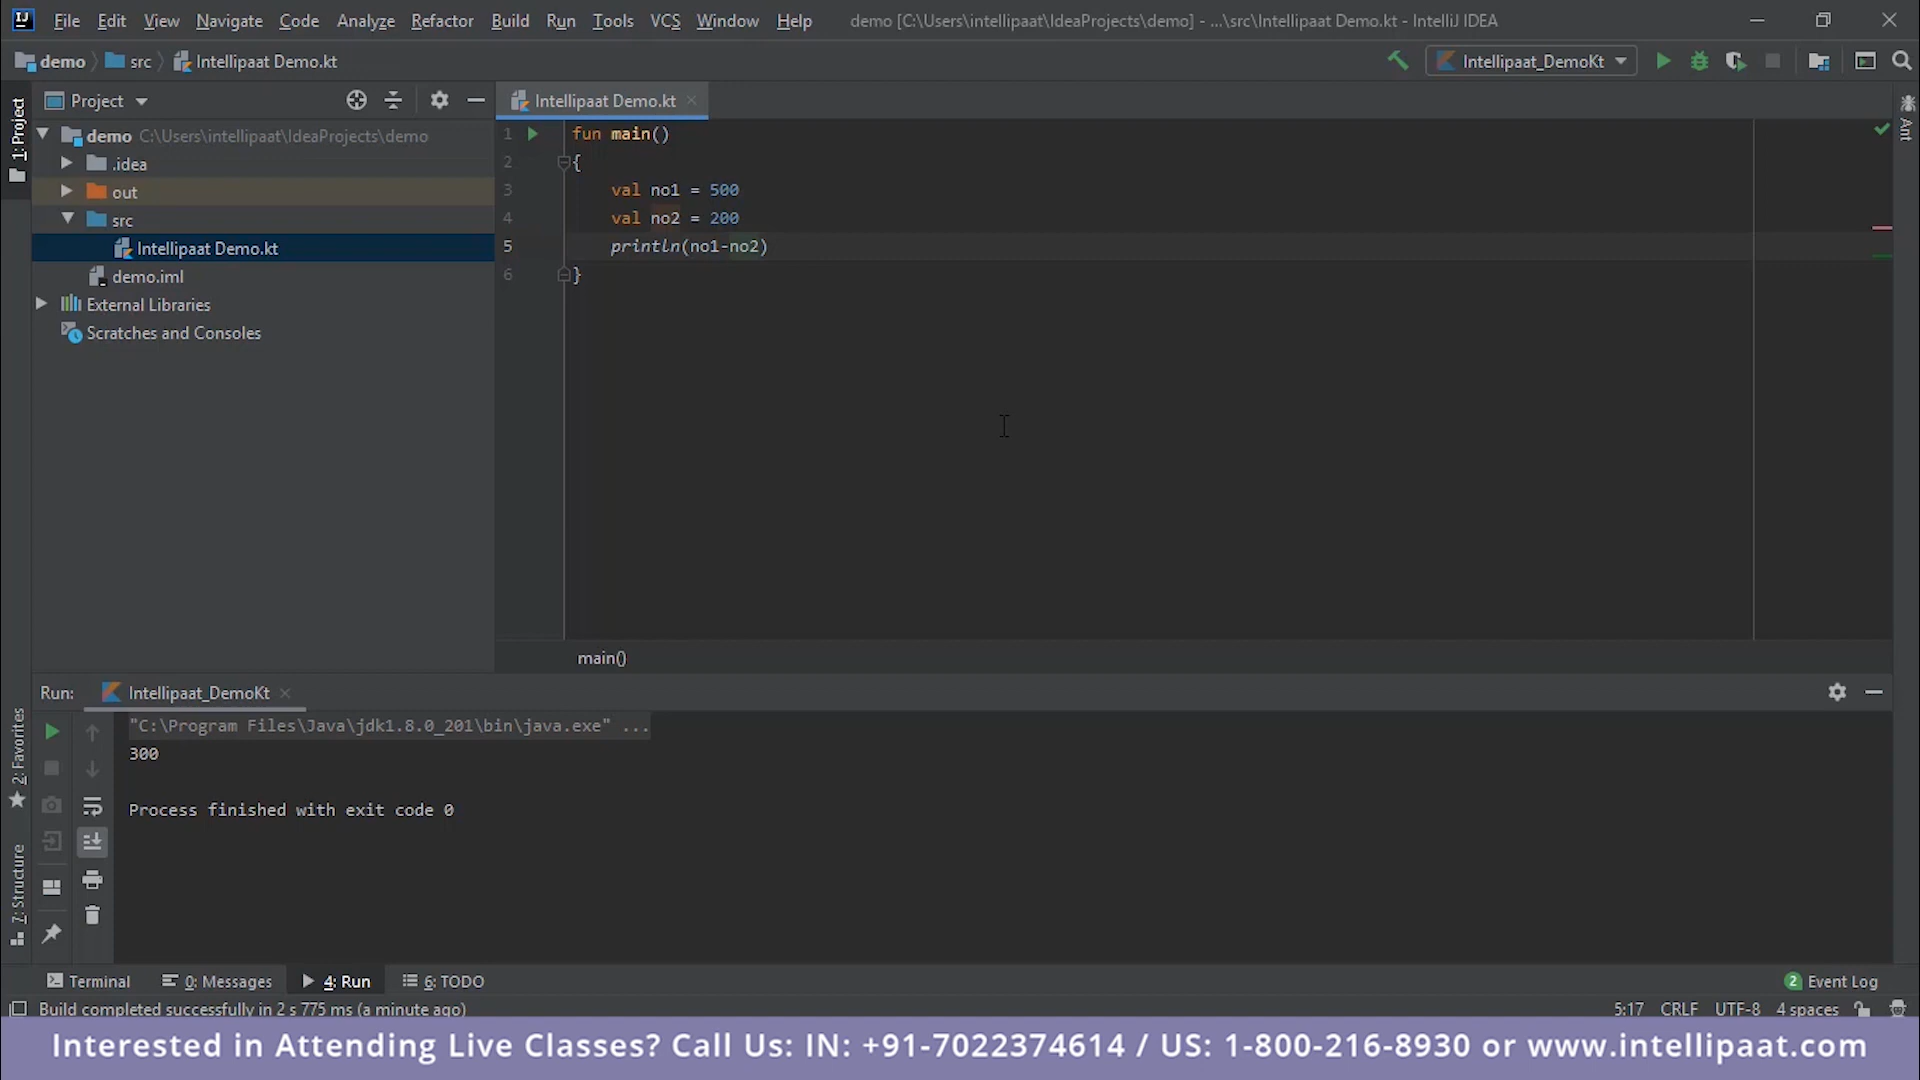 File Edit View Navigate Code Analyze Refactor Build Run Tools VCS Window Help demo [C:\Users\intellipaat\IdeaProjects\demo] - ...\src\Intellipaat Demo.kt - IntelliJ IDEA
demo src Intellipaat Demo.kt Intellipaat_DemoKt
1: Project
Project
Intellipaat Demo.kt
Ant
demo C:\Users\intellipaat\IdeaProjects\demo
.idea
out
src
Intellipaat Demo.kt
demo.iml
External Libraries
Scratches and Consoles
1 fun main()
2 {
3 val no1 = 500
4 val no2 = 200
5 println(no1-no2)
6 }
main()
Run: Intellipaat_DemoKt
"C:\Program Files\Java\jdk1.8.0_201\bin\java.exe" ...
300
Process finished with exit code 0
2: Favorites
7: Structure
Terminal 0: Messages 4: Run 6: TODO 2 Event Log
Build completed successfully in 2 s 775 ms (a minute ago) 5:17 CRLF UTF-8 4 spaces
Interested in Attending Live Classes? Call Us: IN: +91-7022374614 / US: 1-800-216-8930 or www.intellipaat.com